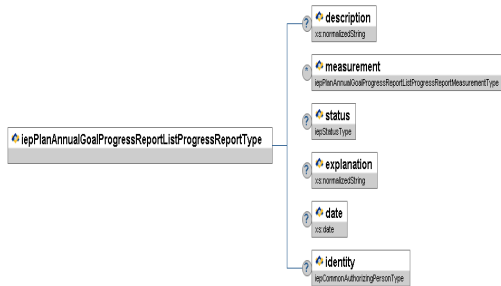 description
xs:normalizedString
measurement
iepPlanAnnualGoalProgressReportListProgressReportMeasurementType
iepPlanAnnualGoalProgressReportListProgressReportType
status
iepStatusType
explanation
xs:normalizedString
date
xs:date
identity
iepCommonAuthorizingPersonType